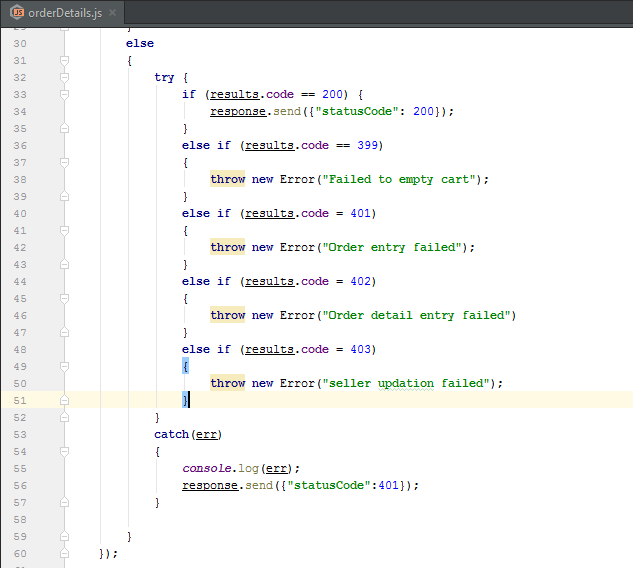 orderDetails.js
29 }
30 else
31 {
32 try {
33 if (results.code == 200) {
34 response.send({"statusCode": 200});
35 }
36 else if (results.code == 399)
37 {
38 throw new Error("Failed to empty cart");
39 }
40 else if (results.code = 401)
41 {
42 throw new Error("Order entry failed");
43 }
44 else if (results.code = 402)
45 {
46 throw new Error("Order detail entry failed")
47 }
48 else if (results.code = 403)
49 {
50 throw new Error("seller updation failed");
51 }
52 }
53 catch(err)
54 {
55 console.log(err);
56 response.send({"statusCode":401});
57 }
58
59 }
60 });